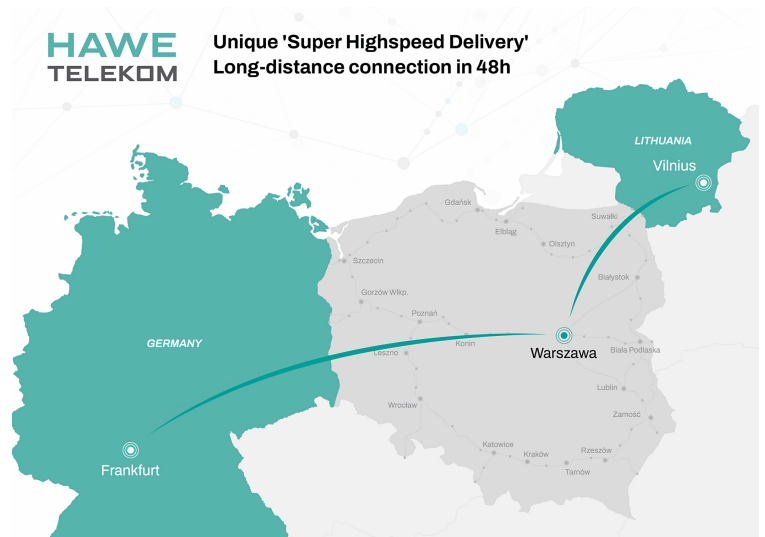 HAWE
TELEKOM
Unique 'Super Highspeed Delivery'
Long-distance connection in 48h
LITHUANIA
Vilnius
Gdańsk
Elbląg
Suwałki
Olsztyn
Szczecin
Białystok
Gorzów Wlkp.
Poznań
GERMANY
Konin
Warszawa
Biała Podlaska
Leszno
Lublin
Wrocław
Zamość
Katowice
Kraków
Rzeszów
Tarnów
Frankfurt